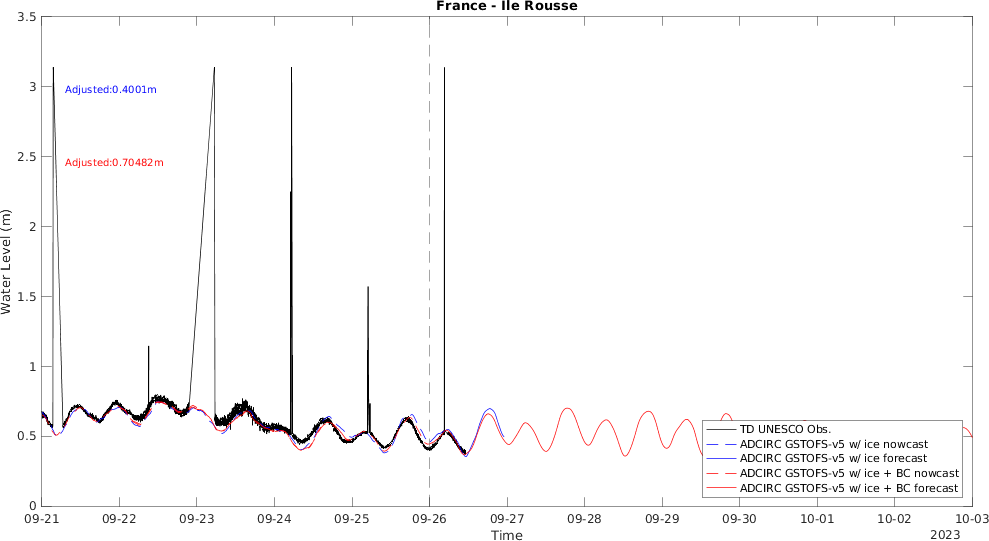 France - Ile Rousse
3.5
3
2.5
2
1.5
1
0.5
0
Water Level (m)
Adjusted:0.4001m
Adjusted:0.70482m
TD UNESCO Obs.
ADCIRC GSTOFS-v5 w/ ice nowcast
ADCIRC GSTOFS-v5 w/ ice forecast
ADCIRC GSTOFS-v5 w/ ice + BC nowcast
ADCIRC GSTOFS-v5 w/ ice + BC forecast
09-21 09-22 09-23 09-24 09-25 09-26 09-27 09-28 09-29 09-30 10-01 10-02 10-03
Time
2023